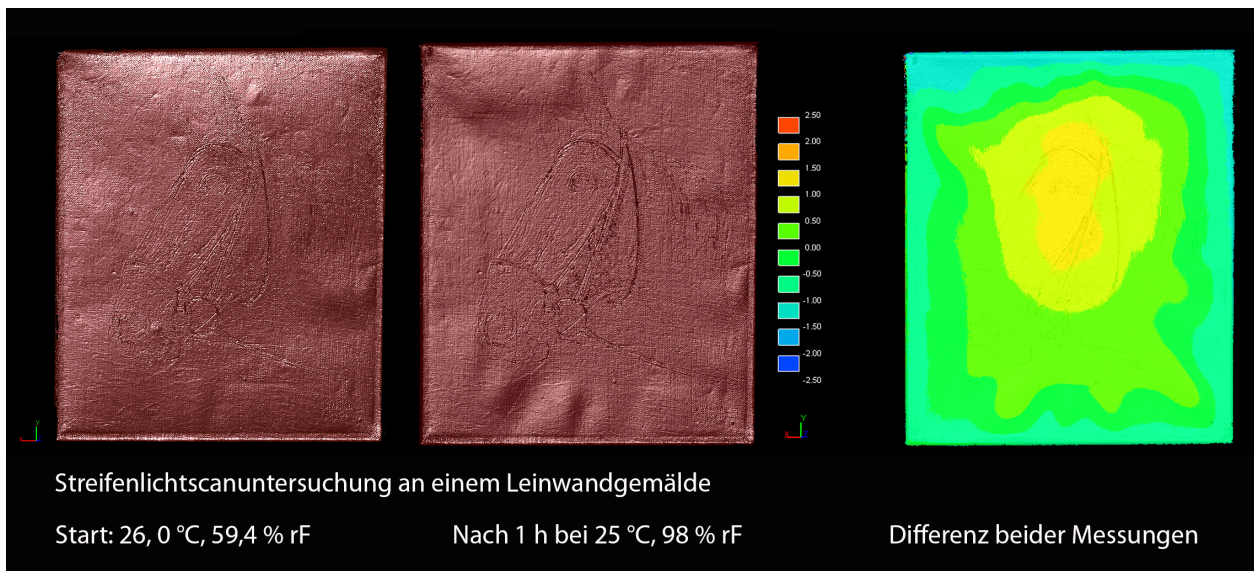 2.50
2.00
1.50
1.00
0.50
0.00
-0.50
-1.00
-1.50
-2.00
-2.50
Y
X
Z
Y
X
Z
Streifenlichtscanuntersuchung an einem Leinwandgemälde
Start: 26, 0 °C, 59,4 % rF
Nach 1 h bei 25 °C, 98 % rF
Differenz beider Messungen